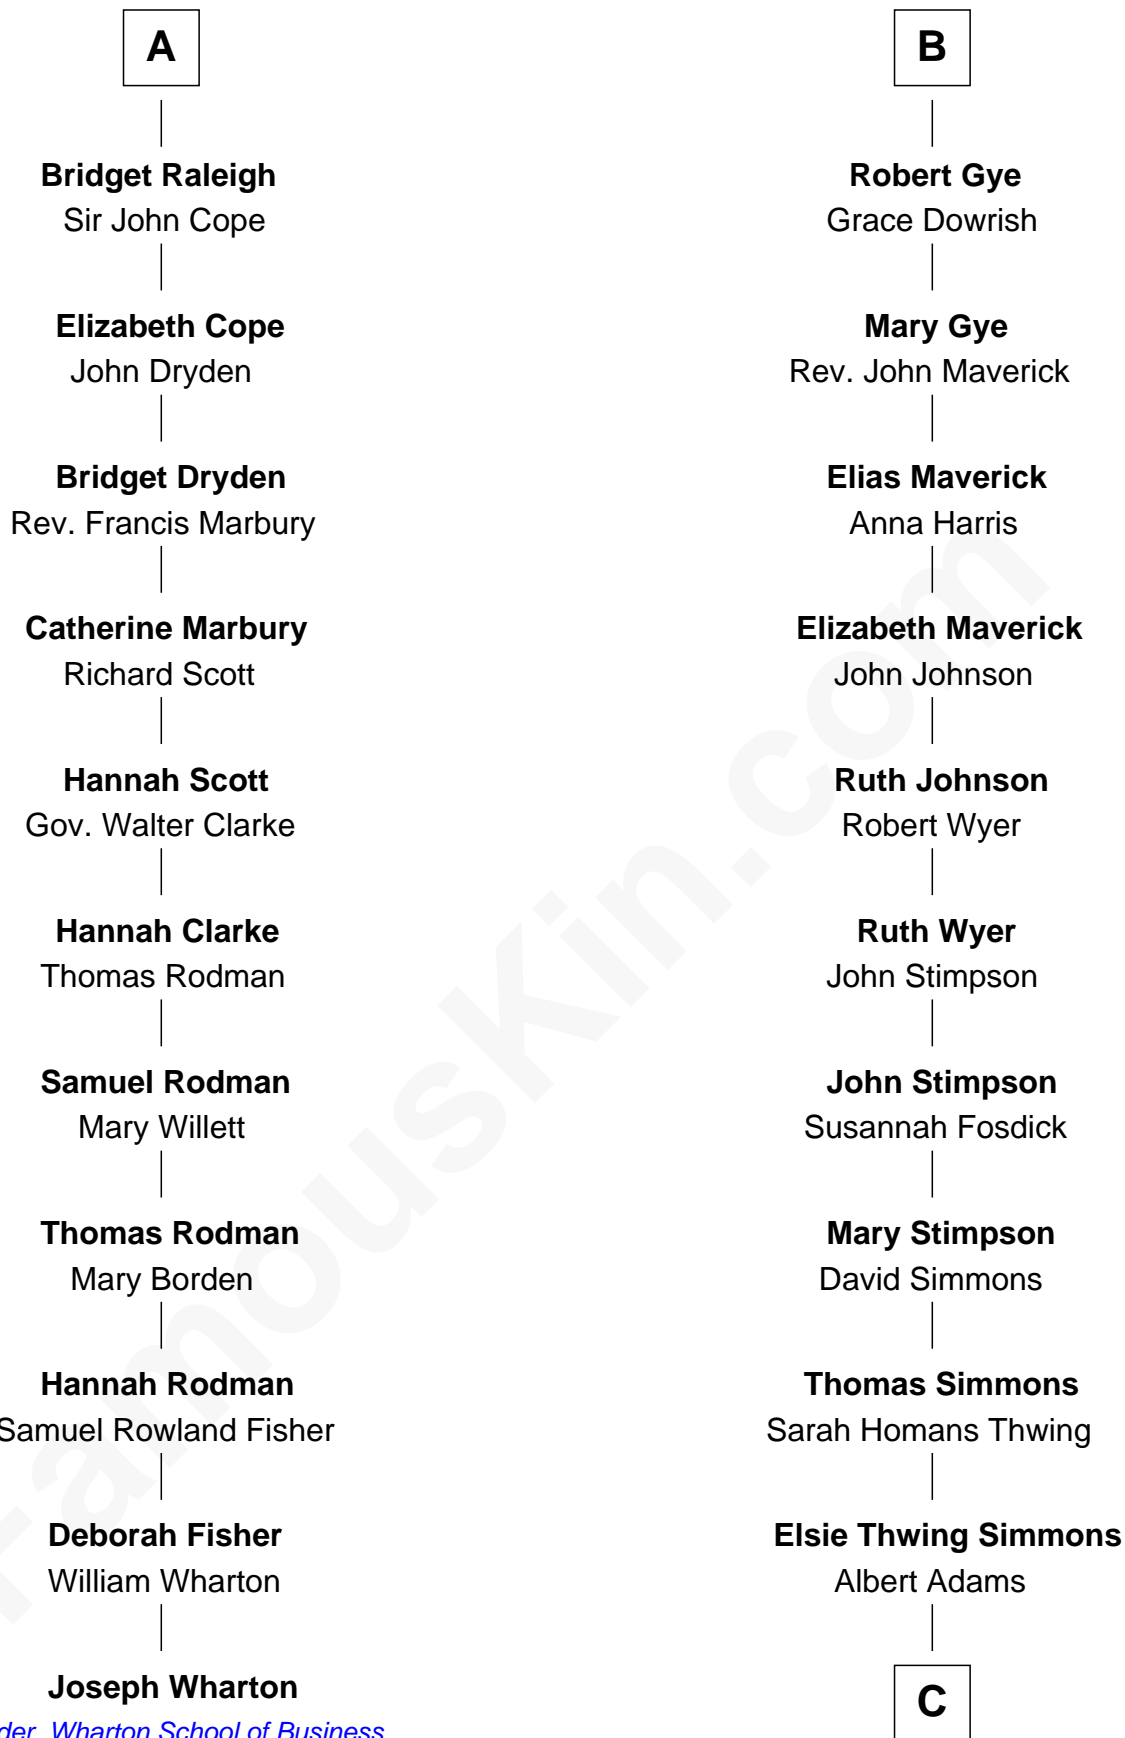 A
Bridget Raleigh
Sir John Cope
Elizabeth Cope
John Dryden
Bridget Dryden
Rev. Francis Marbury
Catherine Marbury
Richard Scott
Hannah Scott
Gov. Walter Clarke
Hannah Clarke
Thomas Rodman
Samuel Rodman
Mary Willett
Thomas Rodman
Mary Borden
Hannah Rodman
Samuel Rowland Fisher
Deborah Fisher
William Wharton
Joseph Wharton
Wharton School of Business
B
Robert Gye
Grace Dowrish
Mary Gye
Rev. John Maverick
Elias Maverick
Anna Harris
Elizabeth Maverick
John Johnson
Ruth Johnson
Robert Wyer
Ruth Wyer
John Stimpson
John Stimpson
Susannah Fosdick
Mary Stimpson
David Simmons
Thomas Simmons
Sarah Homans Thwing
Elsie Thwing Simmons
Albert Adams
C
FamousKin.com